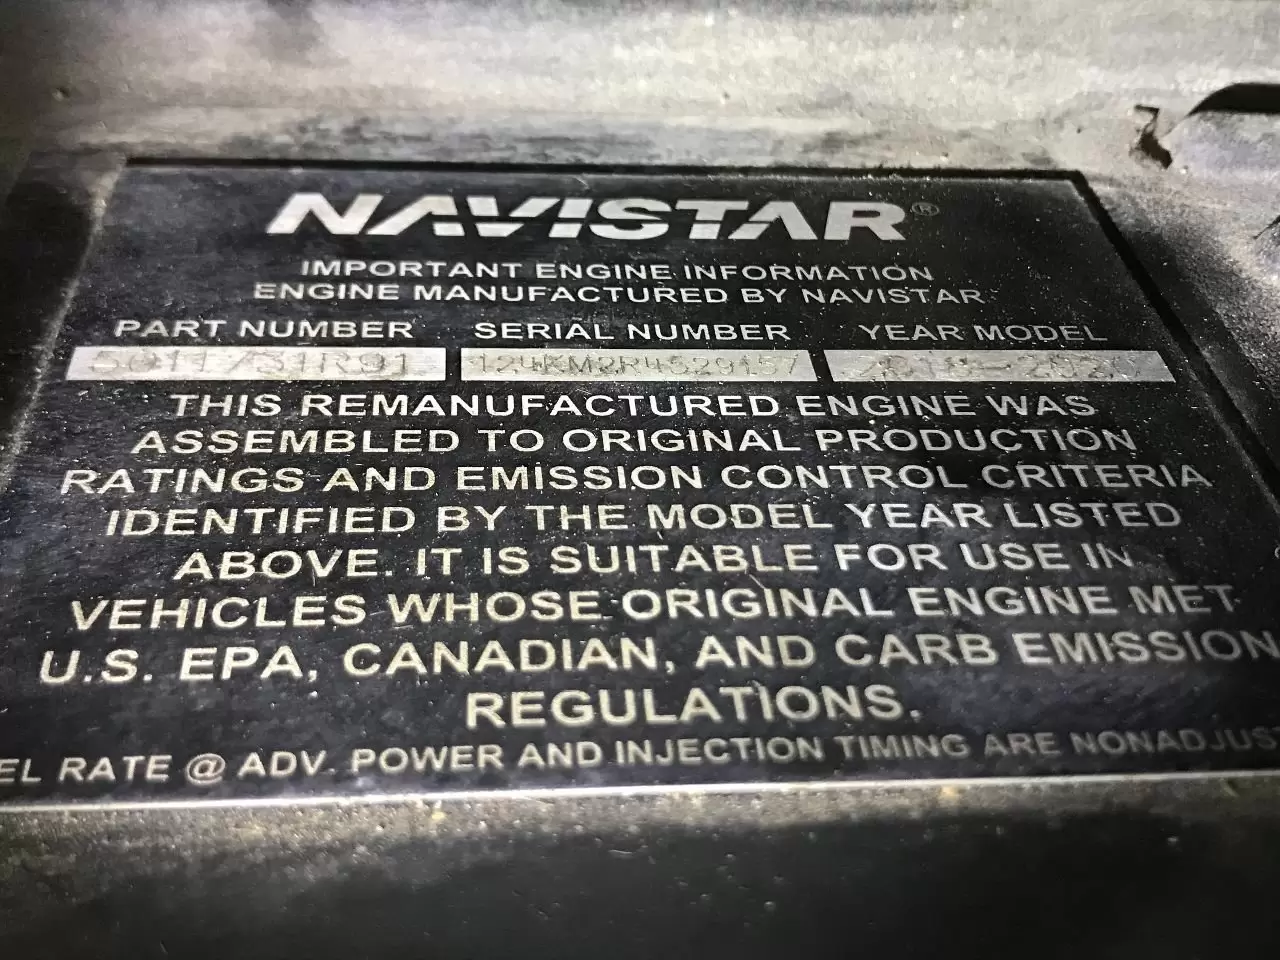 NAVISTAR®
IMPORTANT ENGINE INFORMATION
ENGINE MANUFACTURED BY NAVISTAR
PART NUMBER SERIAL NUMBER YEAR MODEL
124KM2R4529157
THIS REMANUFACTURED ENGINE WAS
ASSEMBLED TO ORIGINAL PRODUCTION
RATINGS AND EMISSION CONTROL CRITERIA
IDENTIFIED BY THE MODEL YEAR LISTED
ABOVE. IT IS SUITABLE FOR USE IN
VEHICLES WHOSE ORIGINAL ENGINE MET
U.S. EPA, CANADIAN, AND CARB EMISSION
REGULATIONS.
EL RATE @ ADV. POWER AND INJECTION TIMING ARE NONADJUST